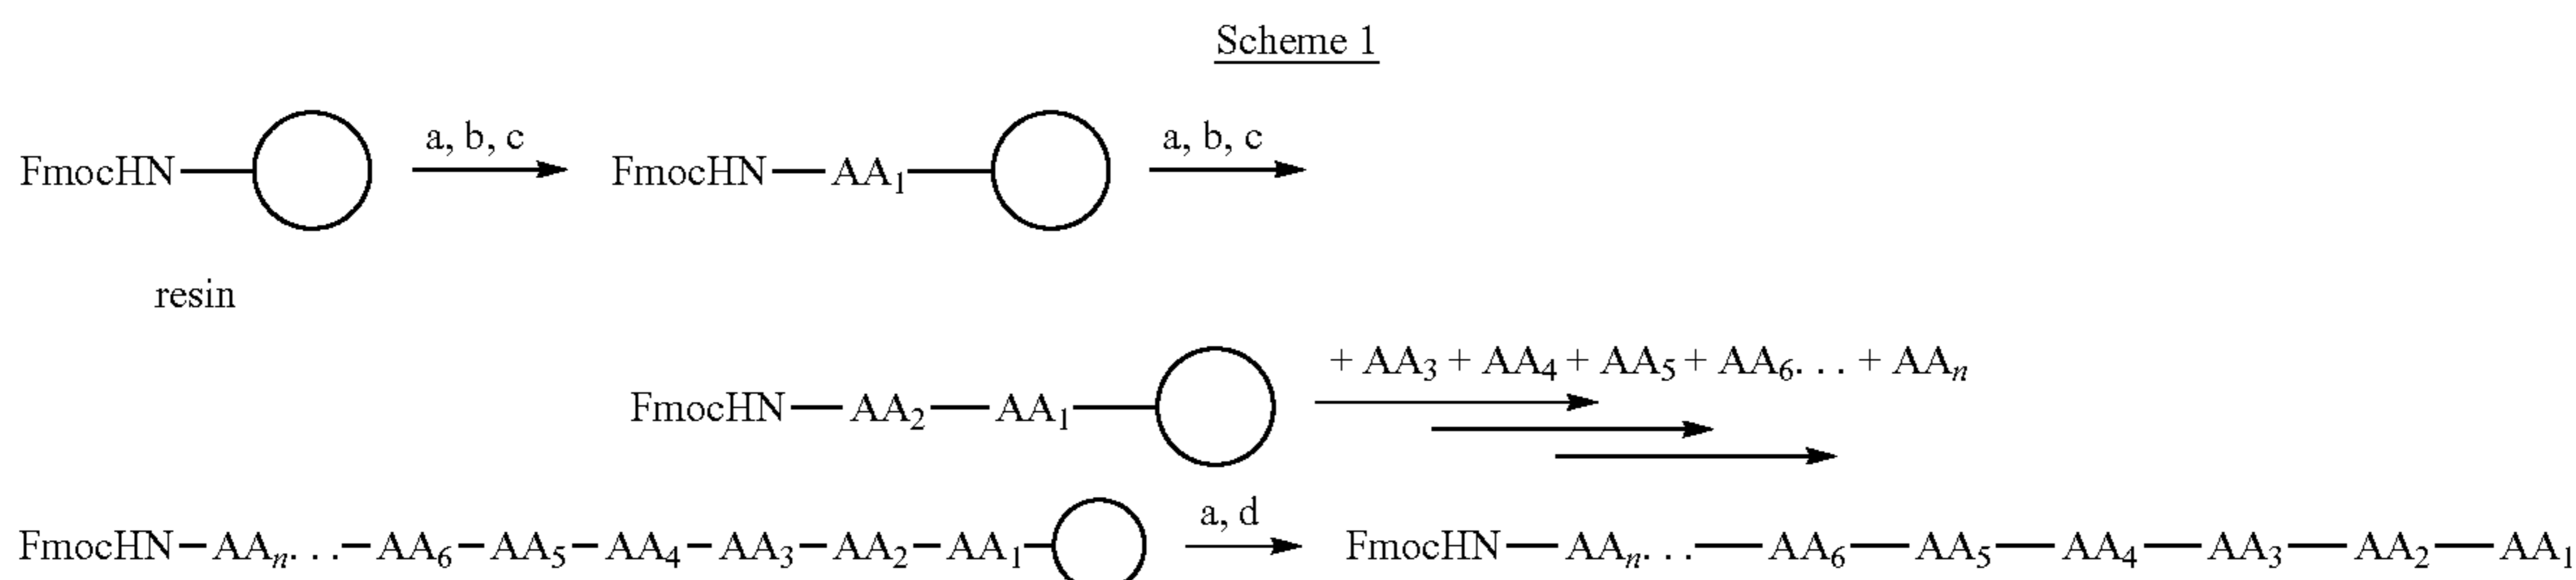 Scheme 1
FmocHN a, b, c FmocHN—AA₁ a, b, c
resin
+ AA₃ + AA₄ + AA₅ + AA₆. . . + AAₙ
FmocHN—AA₂—AA₁
a, d
FmocHN–AAₙ. . .–AA₆–AA₅–AA₄–AA₃–AA₂–AA₁ FmocHN—AAₙ. . .—AA₆—AA₅—AA₄—AA₃—AA₂—AA₁